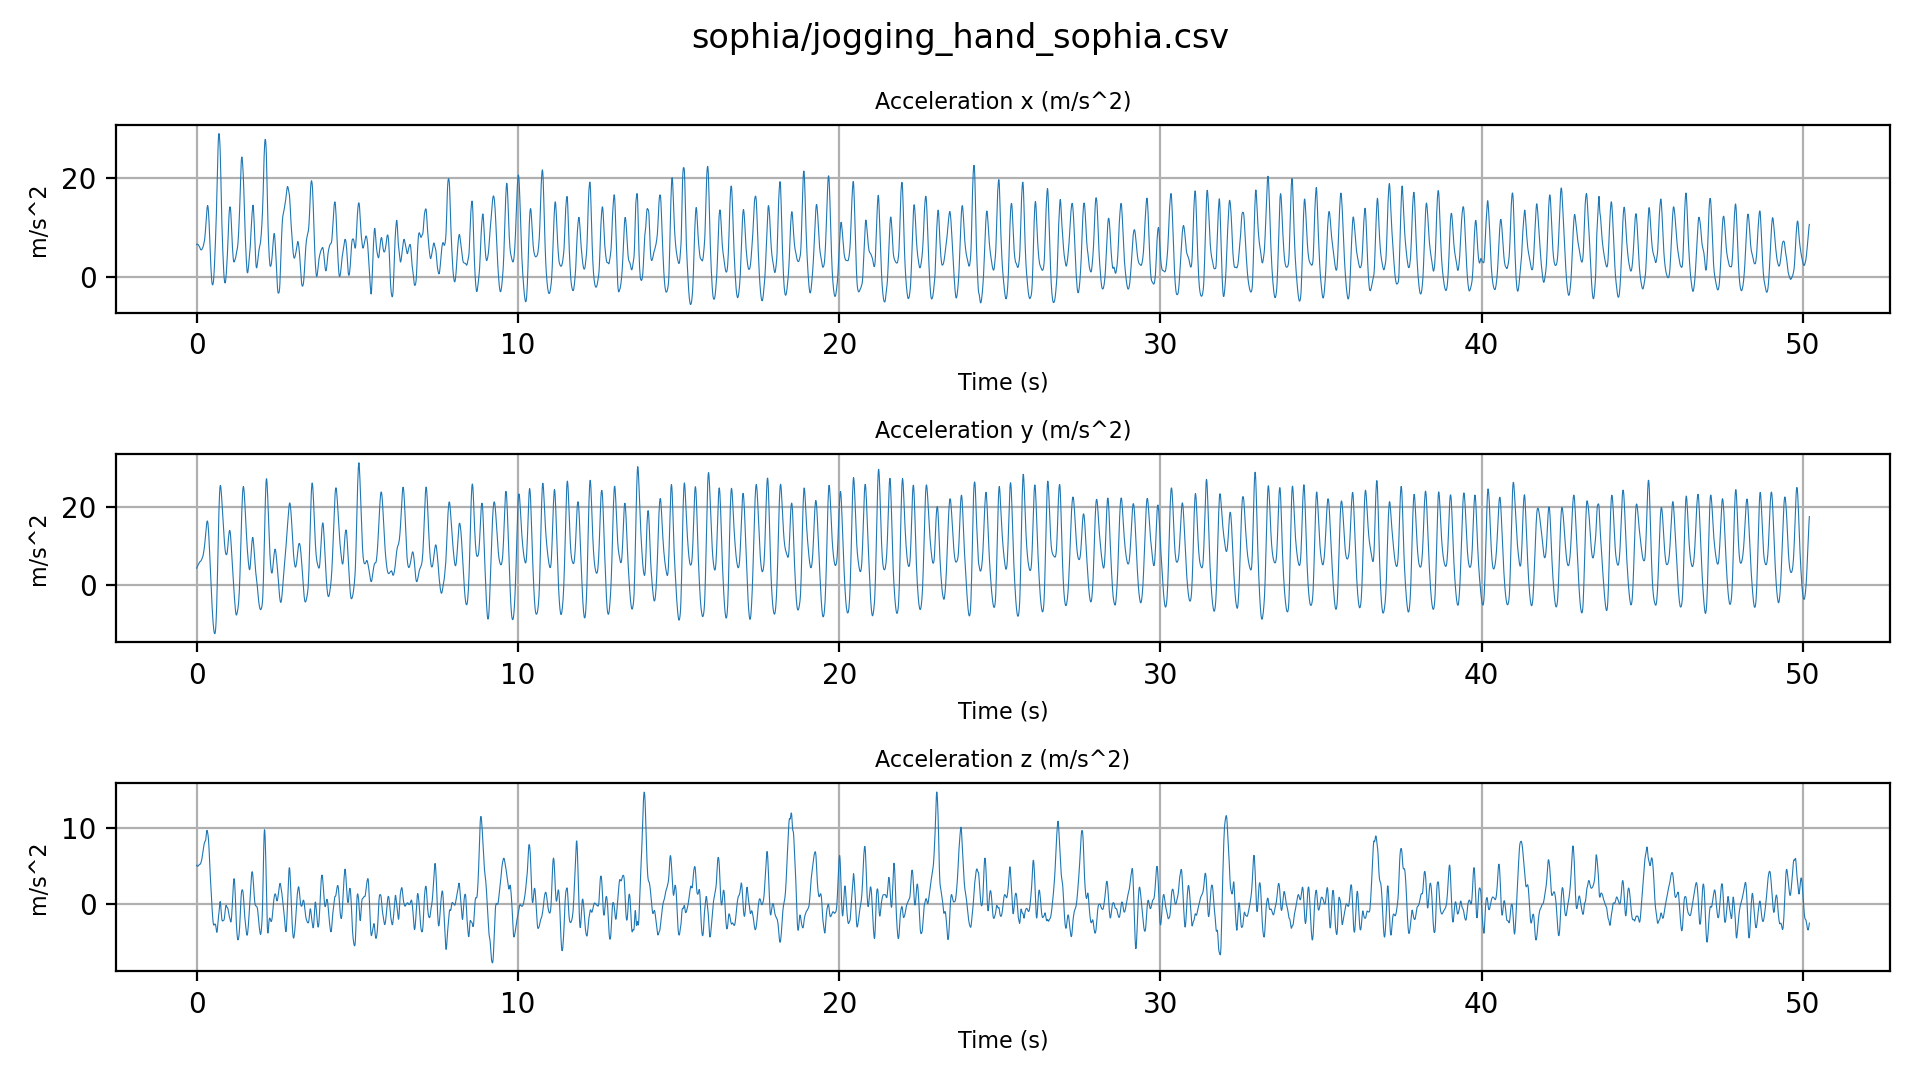 sophia/jogging_hand_sophia.csv
Acceleration x (m/s^2)
m/s^2
20
0
0 10 20 30 40 50
Time (s)
Acceleration y (m/s^2)
m/s^2
20
0
0 10 20 30 40 50
Time (s)
Acceleration z (m/s^2)
m/s^2
10
0
0 10 20 30 40 50
Time (s)